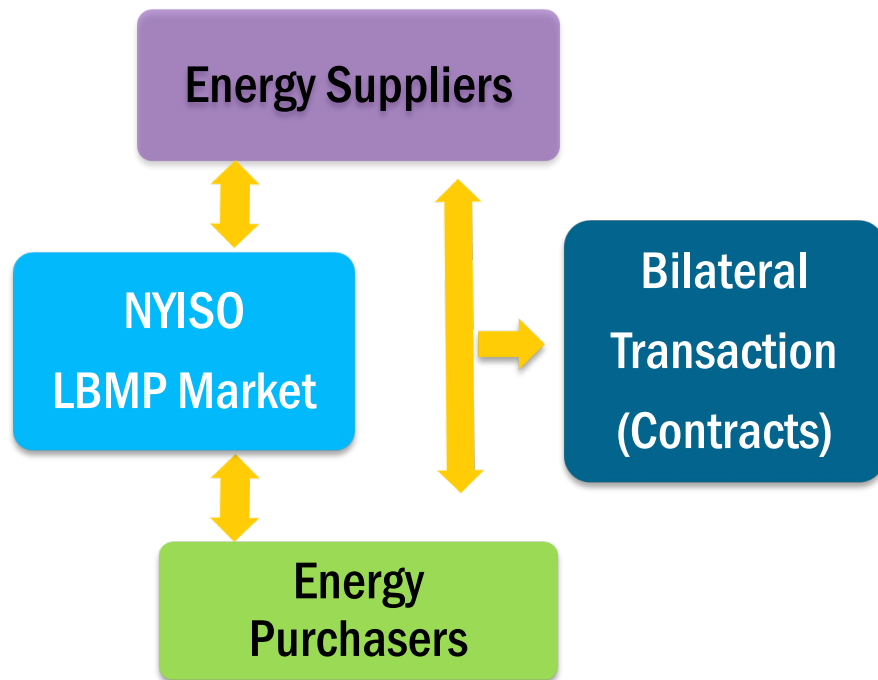 Energy Suppliers
NYISO
LBMP Market
Bilateral
Transaction
(Contracts)
Energy
Purchasers